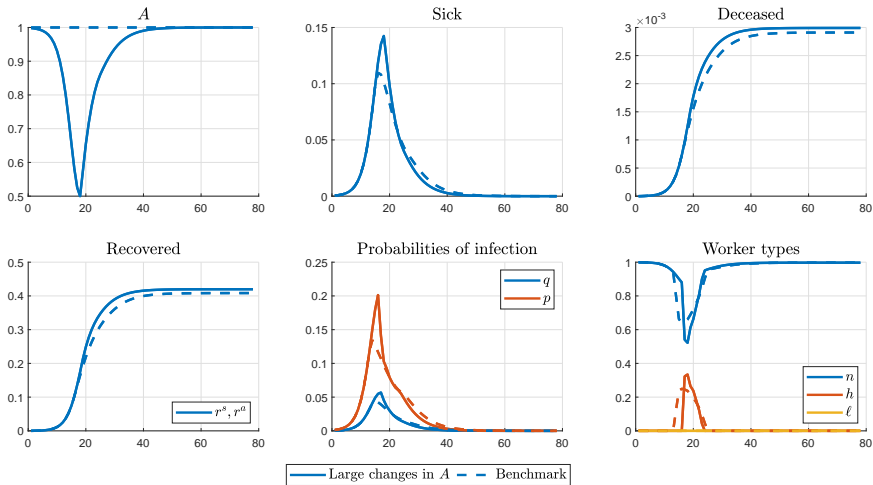 A
1
0.9
0.8
0.7
0.6
0.5
0 20 40 60 80
Sick
0.15
0.1
0.05
0
0 20 40 60 80
Deceased
×10⁻³
3
2.5
2
1.5
1
0.5
0
0 20 40 60 80
Recovered
0.5
0.4
0.3
0.2
0.1
0
0 20 40 60 80
rˢ, rᵃ
Probabilities of infection
0.25
0.2
0.15
0.1
0.05
0
0 20 40 60 80
q
p
Worker types
1
0.8
0.6
0.4
0.2
0
0 20 40 60 80
n
h
ℓ
Large changes in A Benchmark